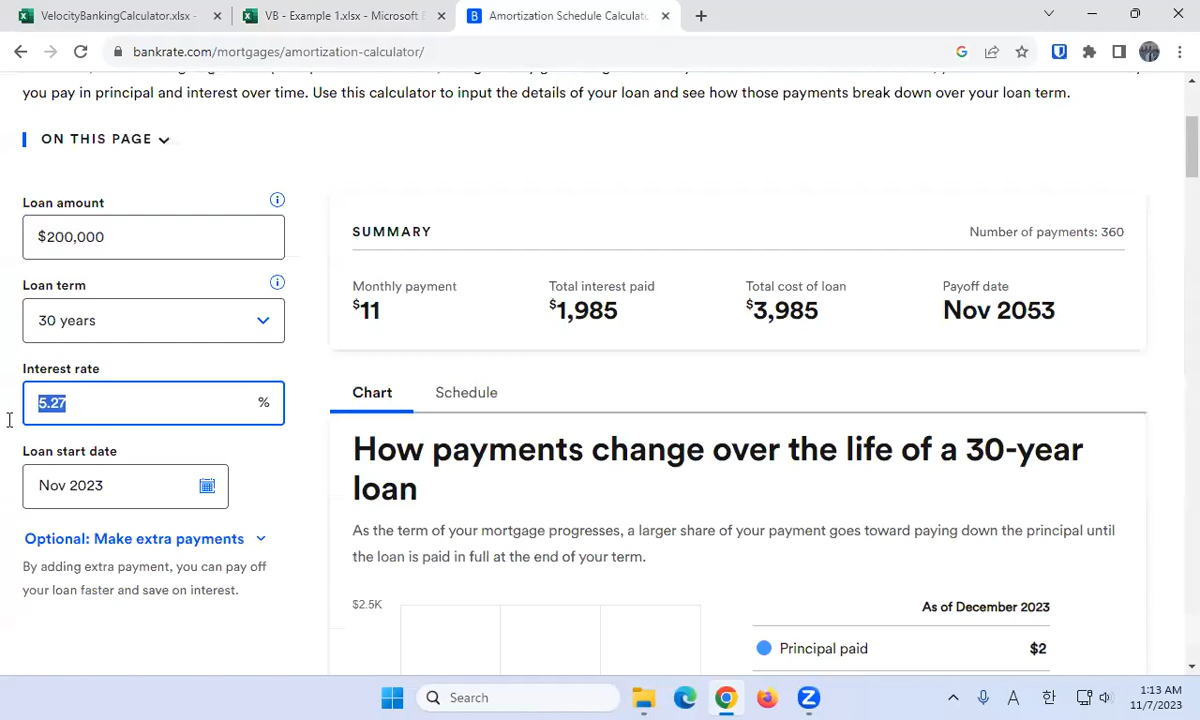 VelocityBankingCalculator.xlsx -
VB - Example 1.xlsx - Microsoft E
Amortization Schedule Calculato
bankrate.com/mortgages/amortization-calculator/
you pay in principal and interest over time. Use this calculator to input the details of your loan and see how those payments break down over your loan term.
ON THIS PAGE
Loan amount
$200,000
Loan term
30 years
Interest rate
5.27 %
Loan start date
Nov 2023
Optional: Make extra payments
By adding extra payment, you can pay off
your loan faster and save on interest.
SUMMARY
Number of payments: 360
Monthly payment
$11
Total interest paid
$1,985
Total cost of loan
$3,985
Payoff date
Nov 2053
Chart
Schedule
How payments change over the life of a 30-year
loan
As the term of your mortgage progresses, a larger share of your payment goes toward paying down the principal until
the loan is paid in full at the end of your term.
$2.5K
As of December 2023
Principal paid
$2
Search
A
한
1:13 AM
11/7/2023